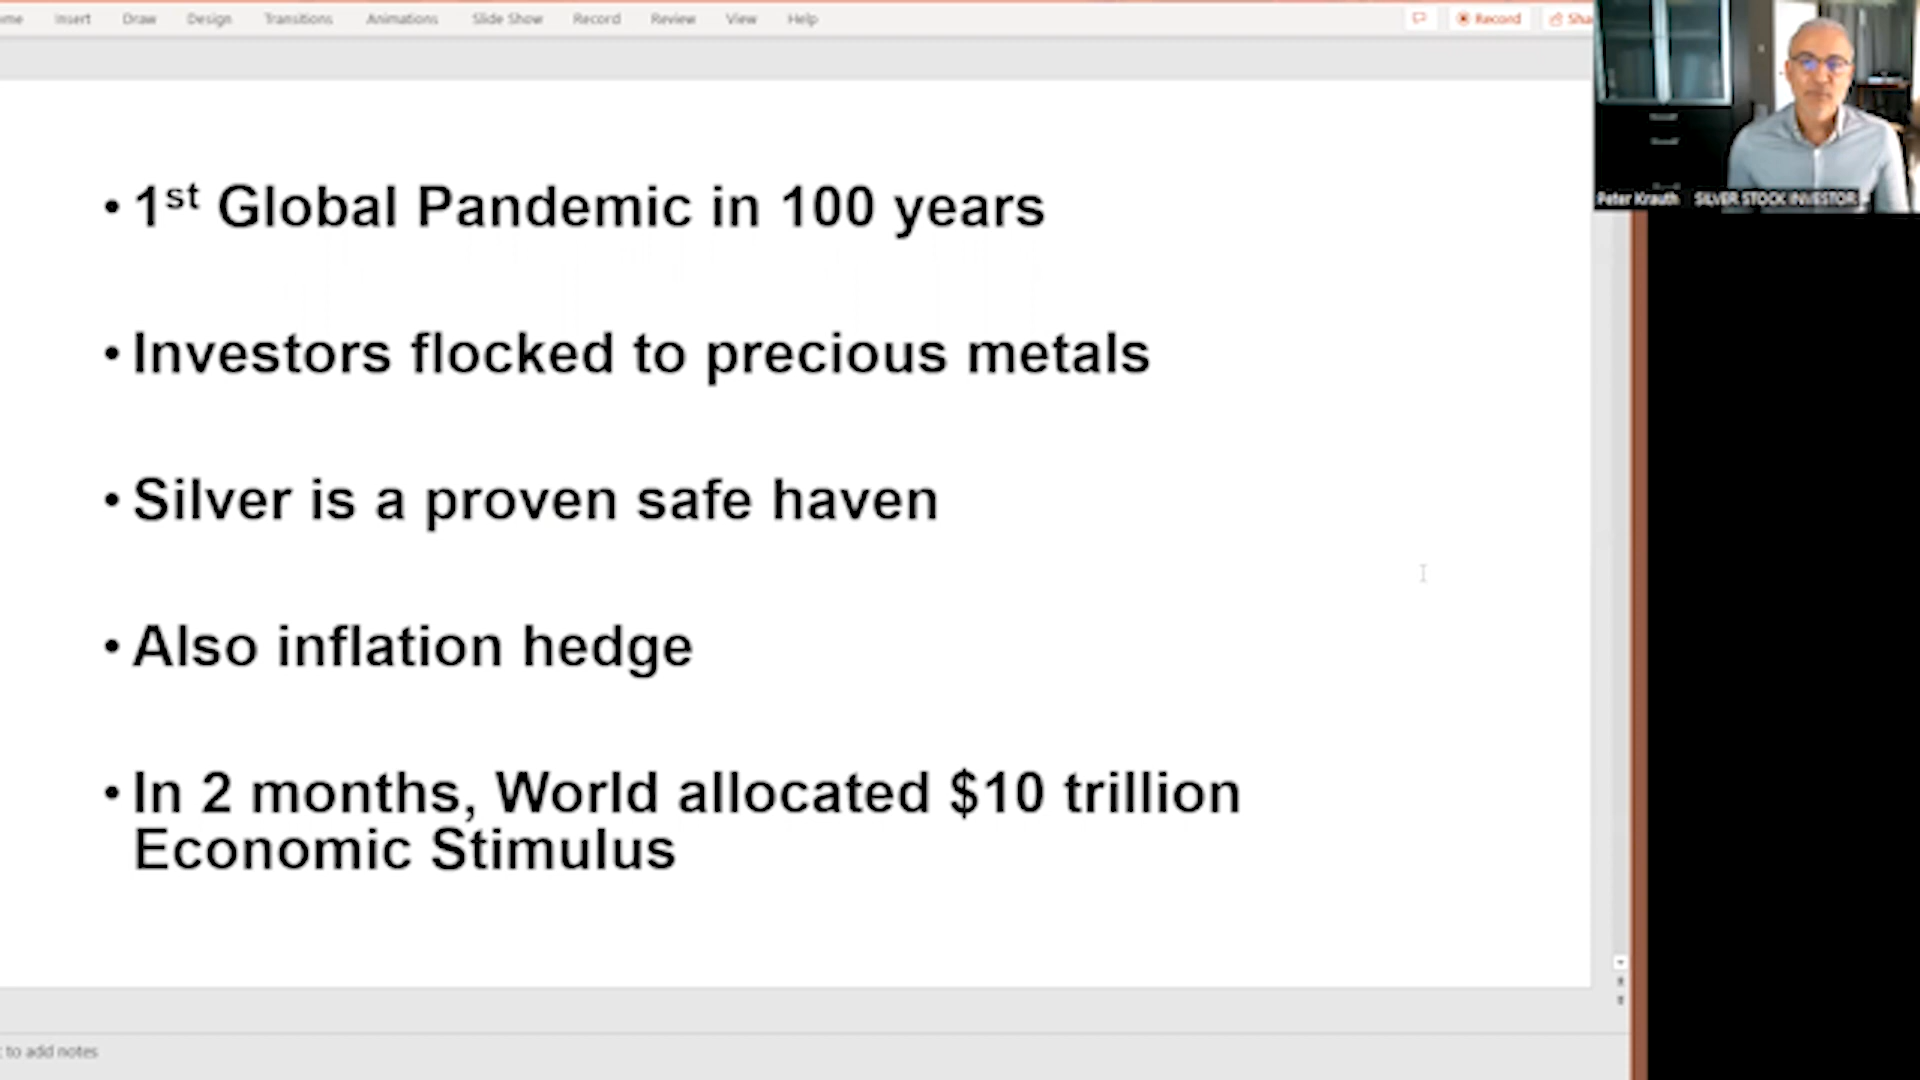 Insert Draw Design Transitions Animations Slide Show Record Review View Help Record
Peter Krauth SILVER STOCK INVESTOR
• 1st Global Pandemic in 100 years
• Investors flocked to precious metals
• Silver is a proven safe haven
• Also inflation hedge
• In 2 months, World allocated $10 trillion
Economic Stimulus
to add notes